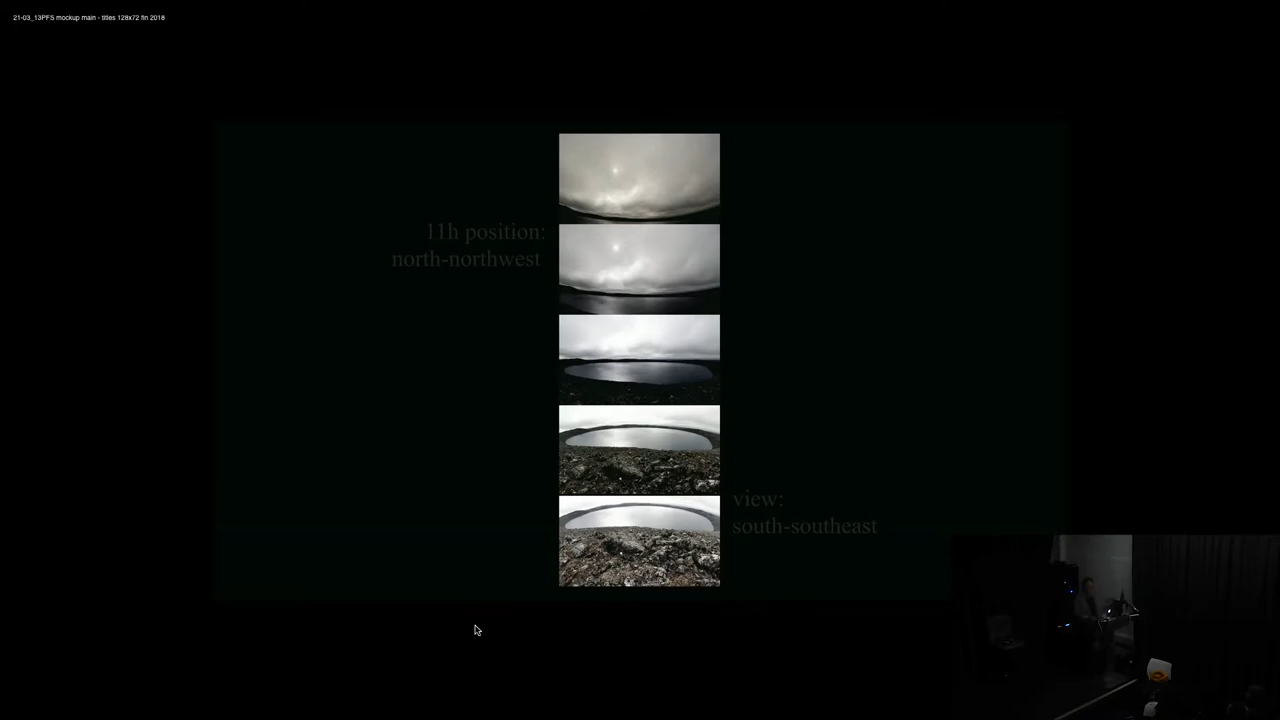 21-03_13PFS mockup main - titles 128x72 fin 2018
11h position:
north-northwest
view:
south-southeast